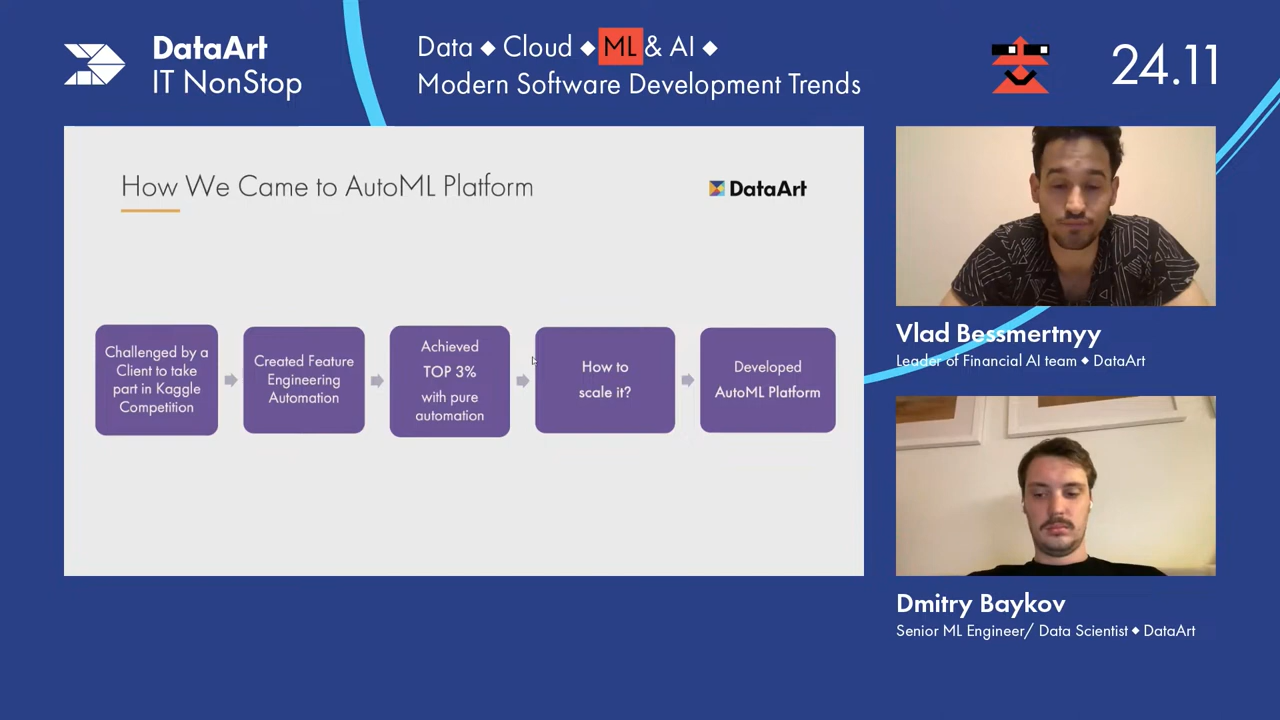 DataArt
IT NonStop
Data ◆ Cloud ◆ ML & AI ◆
Modern Software Development Trends
24.11
How We Came to AutoML Platform
DataArt
Challenged by a
Client to take
part in Kaggle
Competition
Created Feature
Engineering
Automation
Achieved
TOP 3%
with pure
automation
How to
scale it?
Developed
AutoML Platform
Vlad Bessmertnyy
Leader of Financial AI team ◆ DataArt
Dmitry Baykov
Senior ML Engineer/ Data Scientist ◆ DataArt